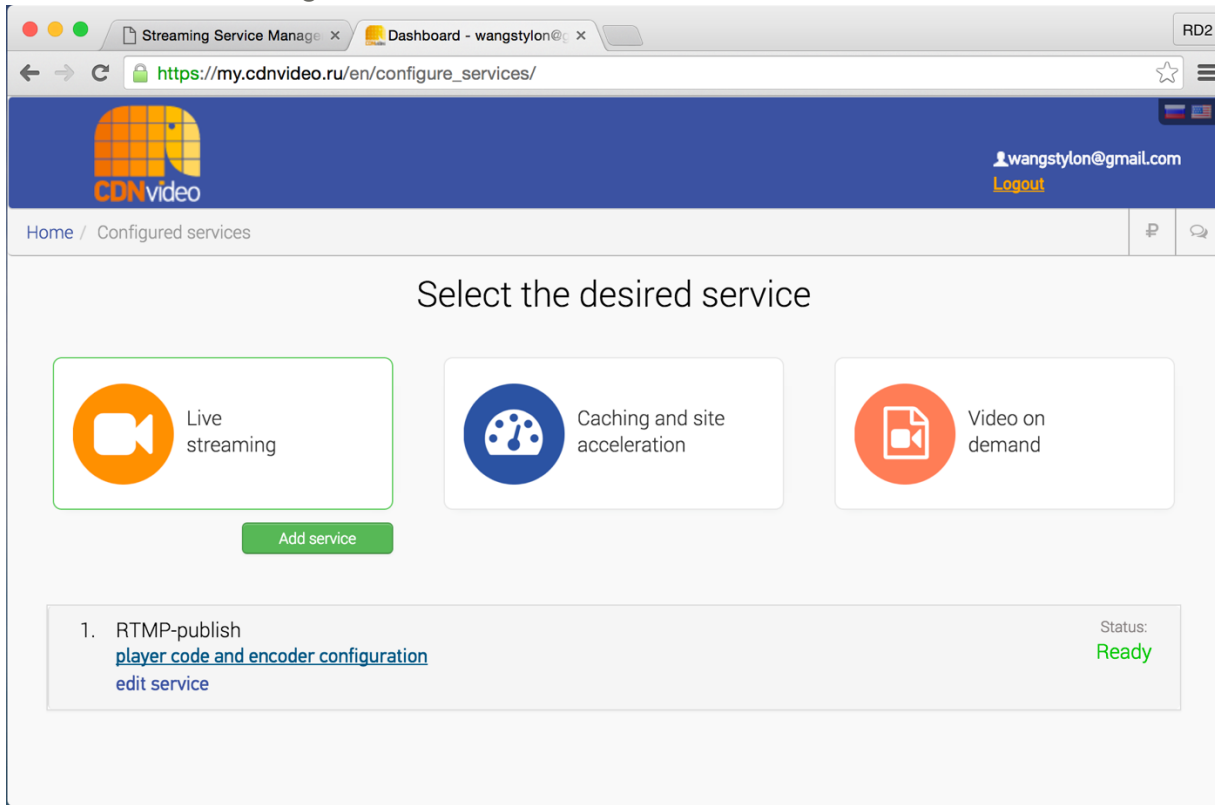 Streaming Service Manage
Dashboard - wangstylon@g
RD2
https://my.cdnvideo.ru/en/configure_services/
CDNvideo
wangstylon@gmail.com
Logout
Home / Configured services
₽
Select the desired service
Live
streaming
Caching and site
acceleration
Video on
demand
Add service
1. RTMP-publish
player code and encoder configuration
edit service
Status:
Ready